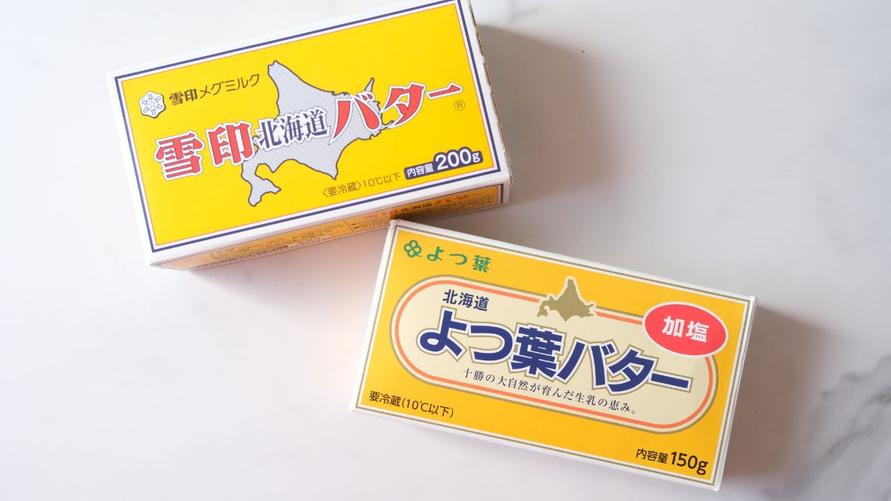 雪印メグミルク
雪印北海道バター®
〈要冷蔵〉10℃以下 内容量200g
よつ葉
北海道
加塩
よつ葉バター
十勝の大自然が育んだ生乳の恵み。
要冷蔵(10℃以下)
内容量150g